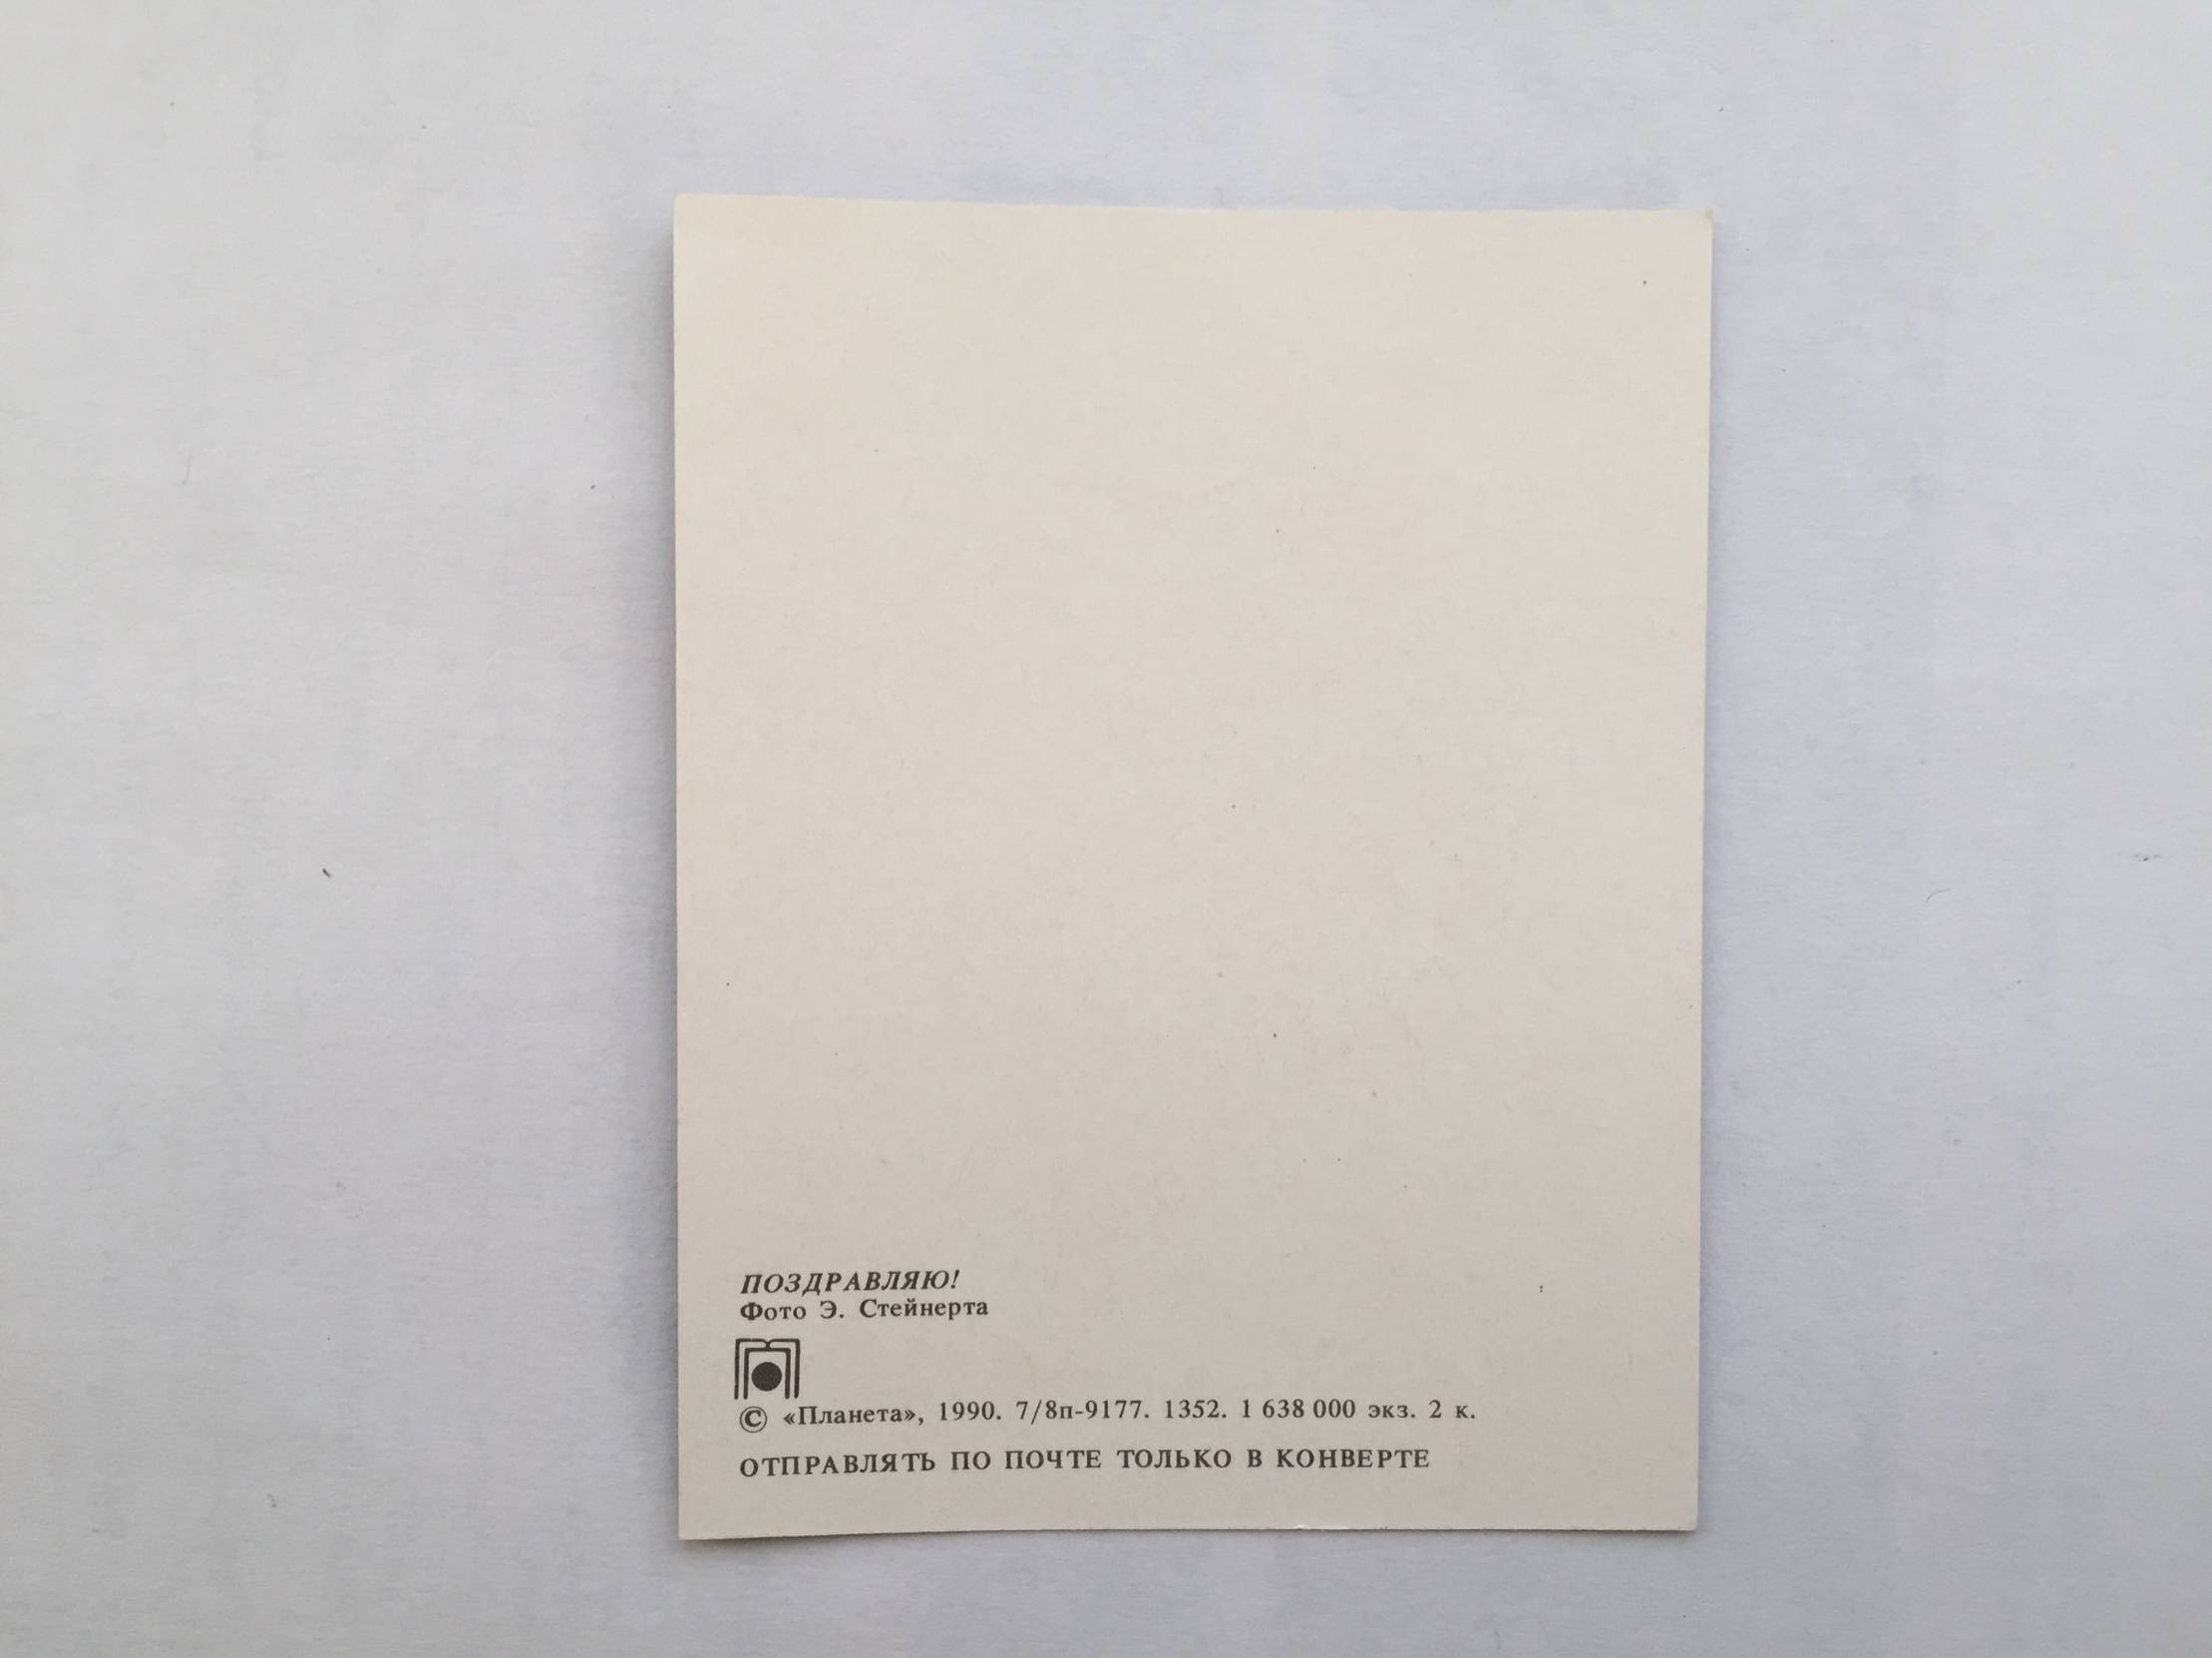 ПОЗДРАВЛЯЮ!
Фото Э. Стейнерта
© «Планета», 1990. 7/8п-9177. 1352. 1 638 000 экз. 2 к.
ОТПРАВЛЯТЬ ПО ПОЧТЕ ТОЛЬКО В КОНВЕРТЕ